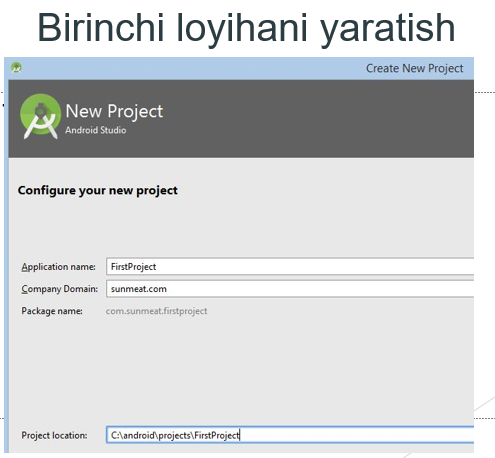 Birinchi loyihani yaratish
Create New Project
New Project
Android Studio
Configure your new project
Application name: FirstProject
Company Domain: sunmeat.com
Package name: com.sunmeat.firstproject
Project location: C:\android\projects\FirstProject